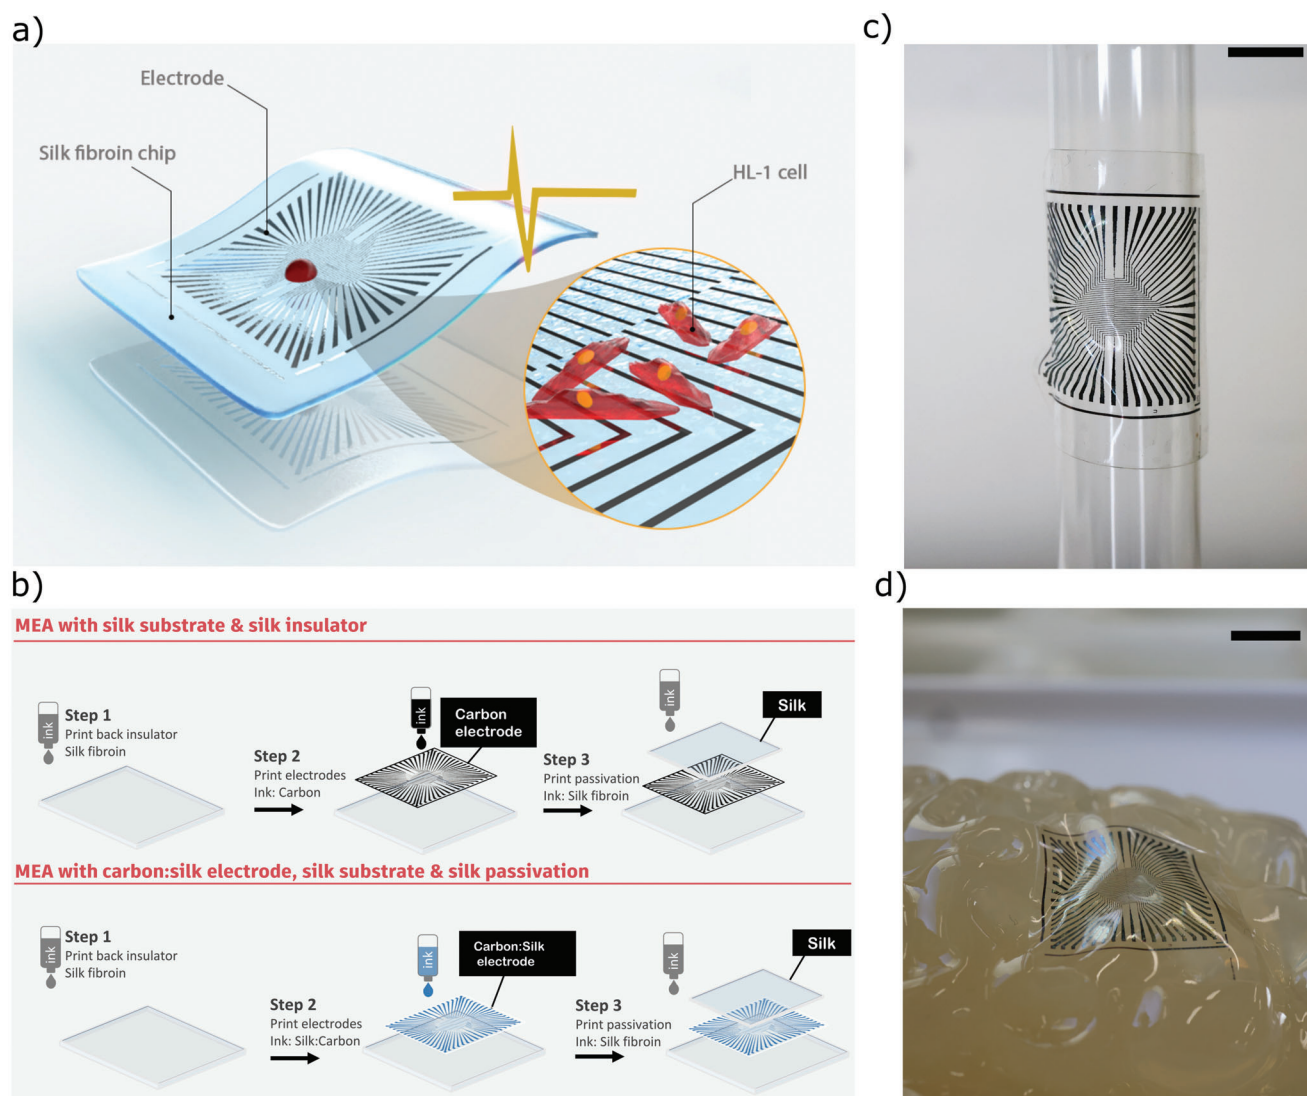 a)
Electrode
Silk fibroin chip
HL-1 cell
c)
b)
MEA with silk substrate & silk insulator
ink
Step 1
Print back insulator
Silk fibroin
Step 2
Print electrodes
Ink: Carbon
ink
Carbon
electrode
Step 3
Print passivation
Ink: Silk fibroin
ink
Silk
MEA with carbon:silk electrode, silk substrate & silk passivation
ink
Step 1
Print back insulator
Silk fibroin
Step 2
Print electrodes
Ink: Silk:Carbon
ink
Carbon:Silk
electrode
Step 3
Print passivation
Ink: Silk fibroin
ink
Silk
d)